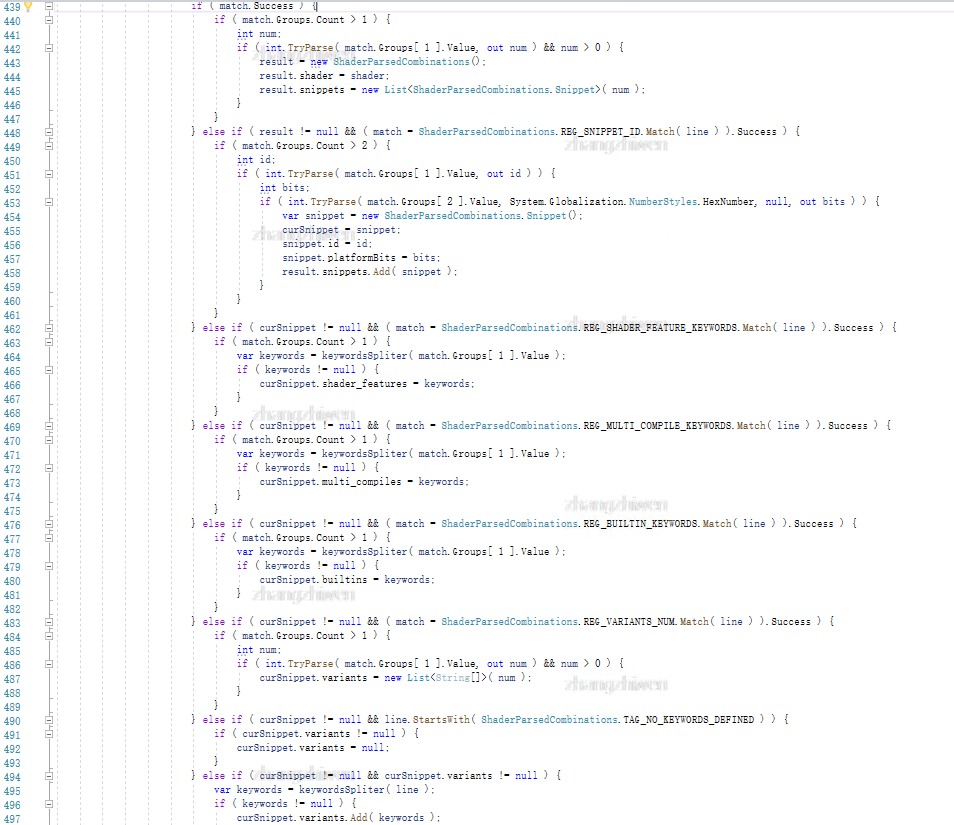 439 if ( match.Success ) {
440 if ( match.Groups.Count > 1 ) {
441 int num;
442 if ( int.TryParse( match.Groups[ 1 ].Value, out num ) && num > 0 ) {
443 result = new ShaderParsedCombinations();
444 result.shader = shader;
445 result.snippets = new List<ShaderParsedCombinations.Snippet>( num );
446 }
447 }
448 } else if ( result != null && ( match = ShaderParsedCombinations.REG_SNIPPET_ID.Match( line ) ).Success ) {
449 if ( match.Groups.Count > 2 ) {
450 int id;
451 if ( int.TryParse( match.Groups[ 1 ].Value, out id ) ) {
452 int bits;
453 if ( int.TryParse( match.Groups[ 2 ].Value, System.Globalization.NumberStyles.HexNumber, null, out bits ) ) {
454 var snippet = new ShaderParsedCombinations.Snippet();
455 curSnippet = snippet;
456 snippet.id = id;
457 snippet.platformBits = bits;
458 result.snippets.Add( snippet );
459 }
460 }
461 }
462 } else if ( curSnippet != null && ( match = ShaderParsedCombinations.REG_SHADER_FEATURE_KEYWORDS.Match( line ) ).Success ) {
463 if ( match.Groups.Count > 1 ) {
464 var keywords = keywordsSpliter( match.Groups[ 1 ].Value );
465 if ( keywords != null ) {
466 curSnippet.shader_features = keywords;
467 }
468 }
469 } else if ( curSnippet != null && ( match = ShaderParsedCombinations.REG_MULTI_COMPILE_KEYWORDS.Match( line ) ).Success ) {
470 if ( match.Groups.Count > 1 ) {
471 var keywords = keywordsSpliter( match.Groups[ 1 ].Value );
472 if ( keywords != null ) {
473 curSnippet.multi_compiles = keywords;
474 }
475 }
476 } else if ( curSnippet != null && ( match = ShaderParsedCombinations.REG_BUILTIN_KEYWORDS.Match( line ) ).Success ) {
477 if ( match.Groups.Count > 1 ) {
478 var keywords = keywordsSpliter( match.Groups[ 1 ].Value );
479 if ( keywords != null ) {
480 curSnippet.builtins = keywords;
481 }
482 }
483 } else if ( curSnippet != null && ( match = ShaderParsedCombinations.REG_VARIANTS_NUM.Match( line ) ).Success ) {
484 if ( match.Groups.Count > 1 ) {
485 int num;
486 if ( int.TryParse( match.Groups[ 1 ].Value, out num ) && num > 0 ) {
487 curSnippet.variants = new List<String[]>( num );
488 }
489 }
490 } else if ( curSnippet != null && line.StartsWith( ShaderParsedCombinations.TAG_NO_KEYWORDS_DEFINED ) ) {
491 if ( curSnippet.variants != null ) {
492 curSnippet.variants = null;
493 }
494 } else if ( curSnippet != null && curSnippet.variants != null ) {
495 var keywords = keywordsSpliter( line );
496 if ( keywords != null ) {
497 curSnippet.variants.Add( keywords );
zhangzhiwen
zhangzhiwen
zhangzhiwen
zhangzhiwen
zhangzhiwen
zhangzhiwen
zhangzhiwen
zhangzhiwen
zhangzhiwen